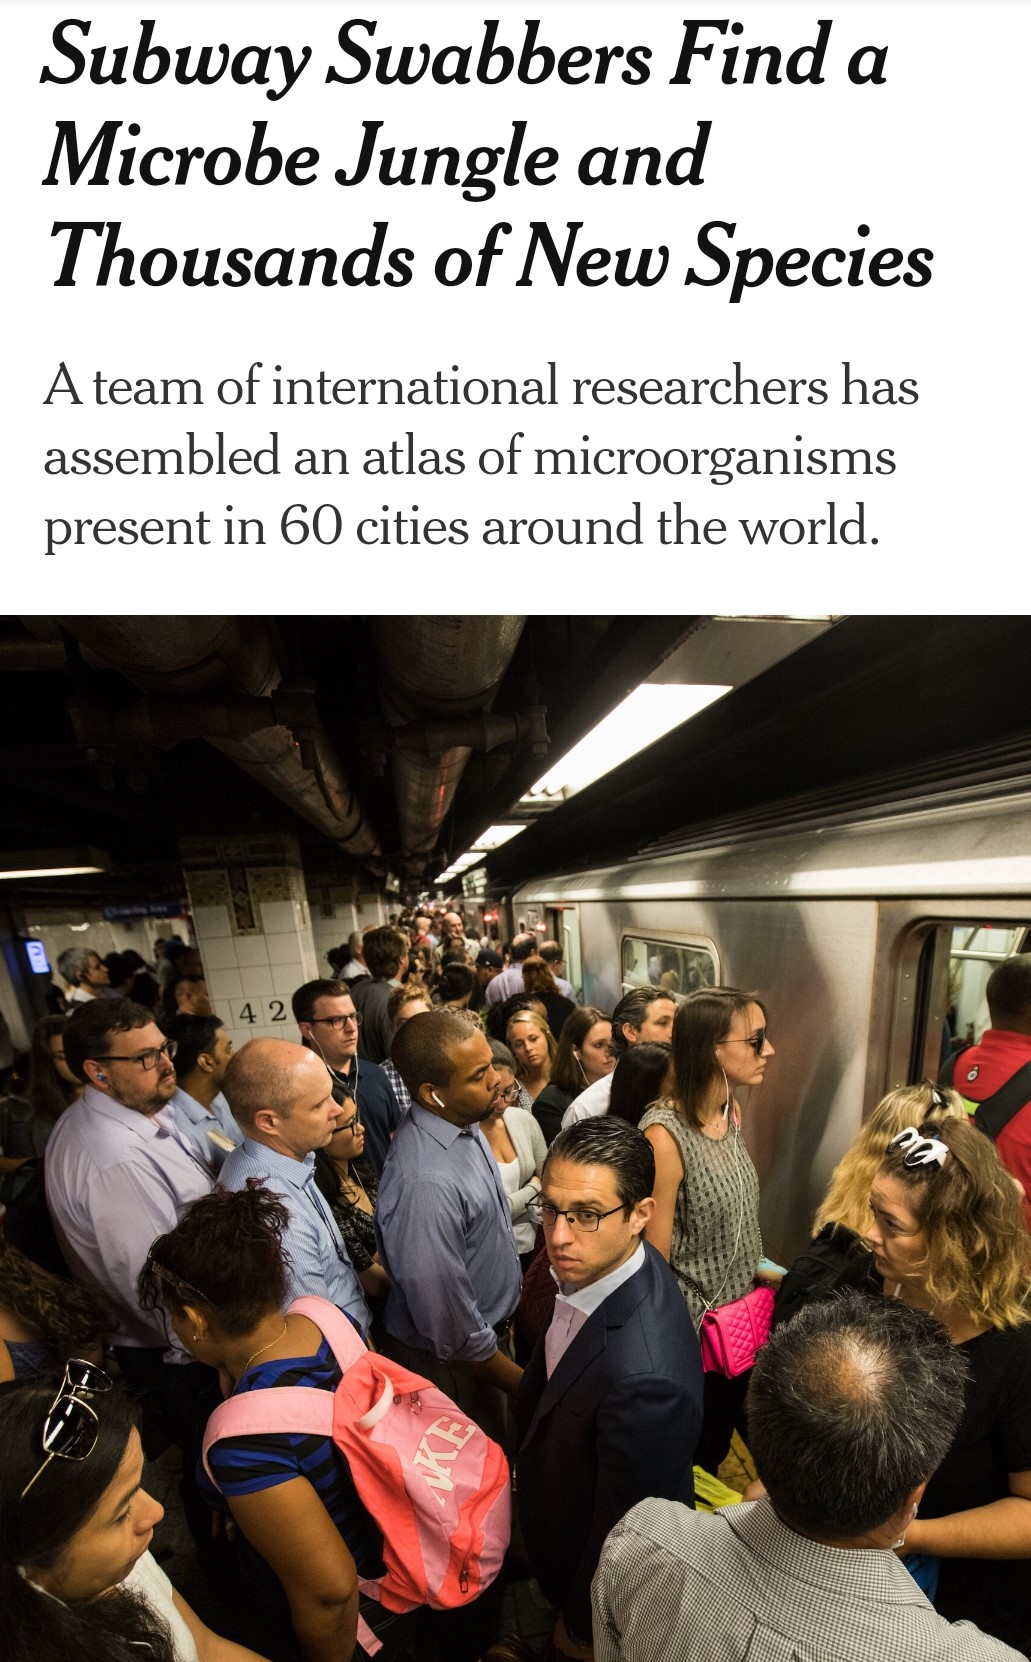 Subway Swabbers Find a
Microbe Jungle and
Thousands of New Species
A team of international researchers has
assembled an atlas of microorganisms
present in 60 cities around the world.
42